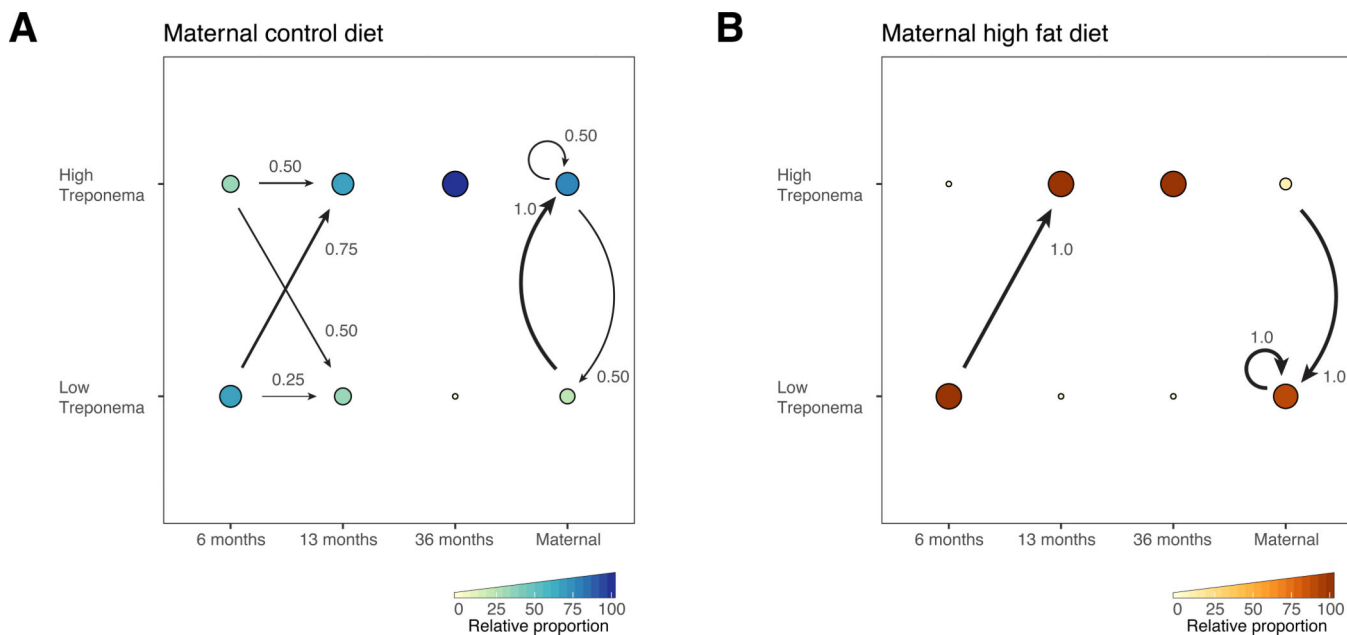 A
Maternal control diet
High
Treponema
Low
Treponema
0.50
0.75
0.50
0.25
0.50
1.0
0.50
6 months
13 months
36 months
Maternal
0
25
50
75
100
Relative proportion
B
Maternal high fat diet
High
Treponema
Low
Treponema
1.0
1.0
1.0
6 months
13 months
36 months
Maternal
0
25
50
75
100
Relative proportion